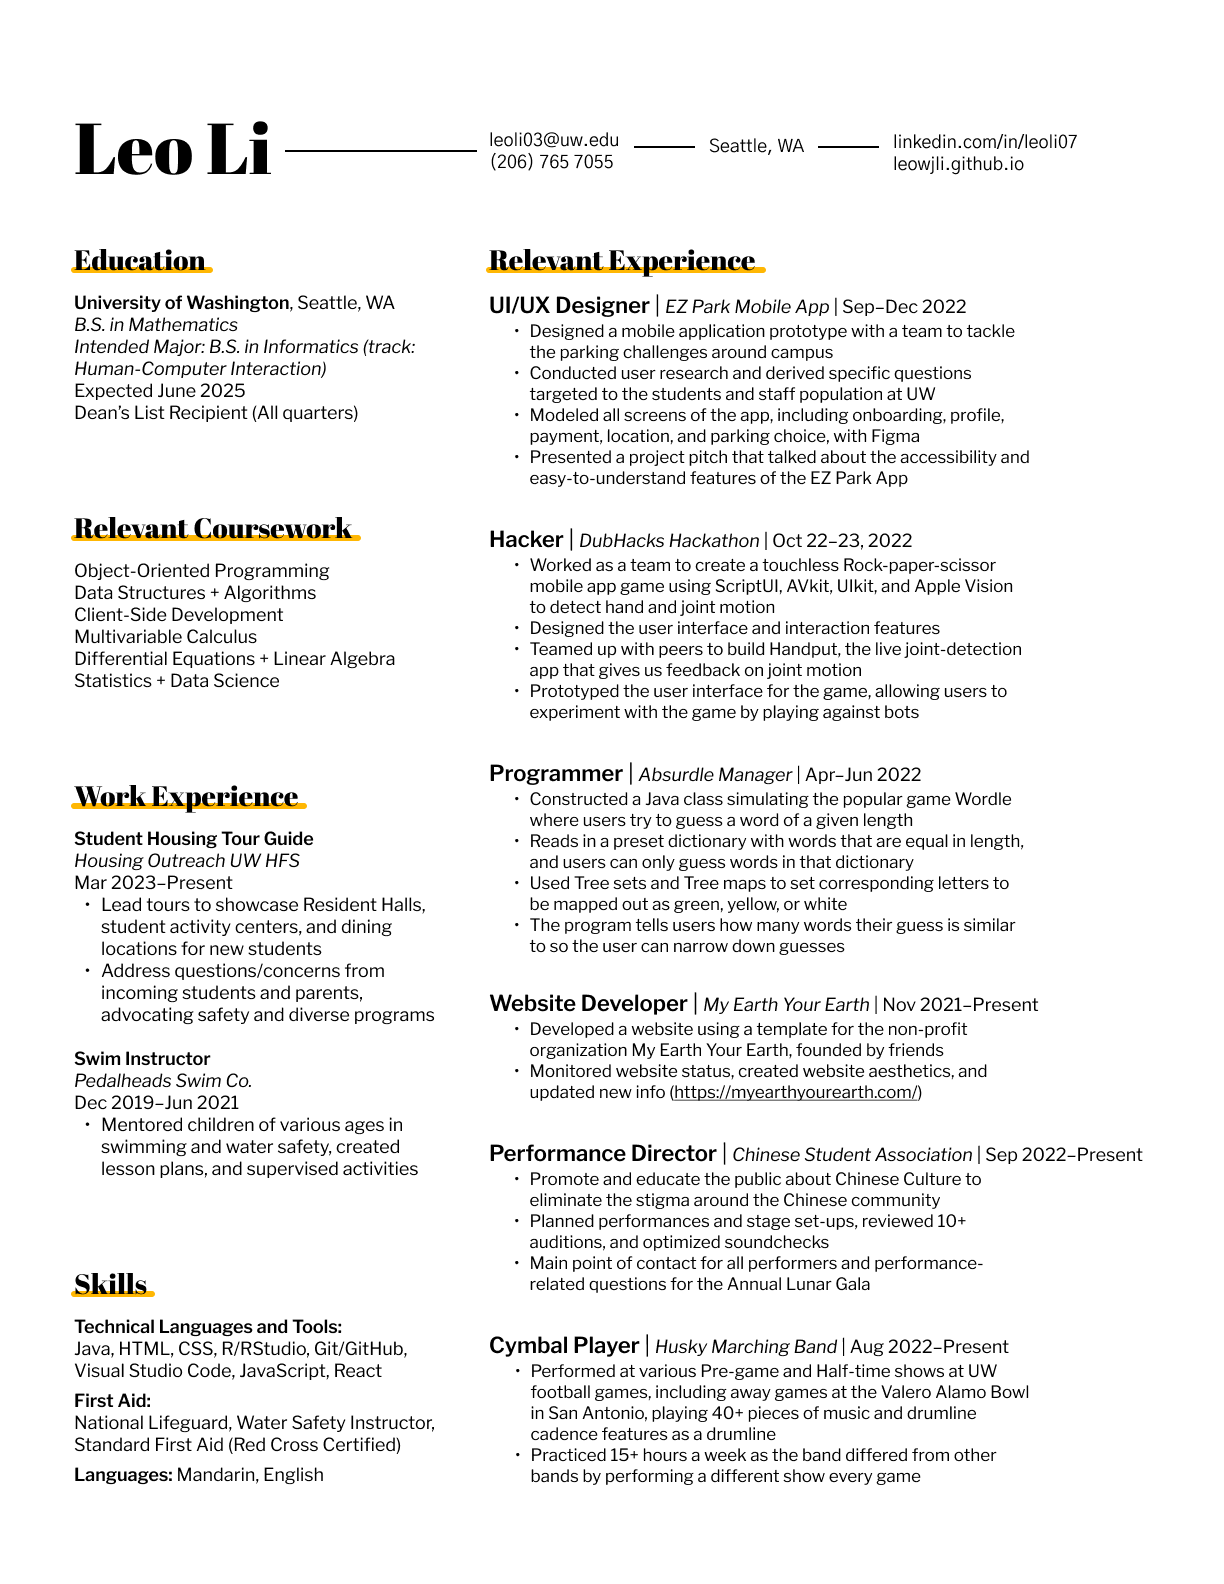 Leo Li
leoli03@uw.edu
(206) 765 7055
Seattle, WA
linkedin.com/in/leoli07
leowjli.github.io
Education
University of Washington, Seattle, WA
B.S. in Mathematics
Intended Major: B.S. in Informatics (track:
Human-Computer Interaction)
Expected June 2025
Dean’s List Recipient (All quarters)
Relevant Coursework
Object-Oriented Programming
Data Structures + Algorithms
Client-Side Development
Multivariable Calculus
Differential Equations + Linear Algebra
Statistics + Data Science
Work Experience
Student Housing Tour Guide
Housing Outreach UW HFS
Mar 2023–Present
• Lead tours to showcase Resident Halls,
student activity centers, and dining
locations for new students
• Address questions/concerns from
incoming students and parents,
advocating safety and diverse programs
Swim Instructor
Pedalheads Swim Co.
Dec 2019–Jun 2021
• Mentored children of various ages in
swimming and water safety, created
lesson plans, and supervised activities
Skills
Technical Languages and Tools:
Java, HTML, CSS, R/RStudio, Git/GitHub,
Visual Studio Code, JavaScript, React
First Aid:
National Lifeguard, Water Safety Instructor,
Standard First Aid (Red Cross Certified)
Languages: Mandarin, English
Relevant Experience
UI/UX Designer | EZ Park Mobile App | Sep–Dec 2022
• Designed a mobile application prototype with a team to tackle
the parking challenges around campus
• Conducted user research and derived specific questions
targeted to the students and staff population at UW
• Modeled all screens of the app, including onboarding, profile,
payment, location, and parking choice, with Figma
• Presented a project pitch that talked about the accessibility and
easy-to-understand features of the EZ Park App
Hacker | DubHacks Hackathon | Oct 22–23, 2022
• Worked as a team to create a touchless Rock-paper-scissor
mobile app game using ScriptUI, AVkit, UIkit, and Apple Vision
to detect hand and joint motion
• Designed the user interface and interaction features
• Teamed up with peers to build Handput, the live joint-detection
app that gives us feedback on joint motion
• Prototyped the user interface for the game, allowing users to
experiment with the game by playing against bots
Programmer | Absurdle Manager | Apr–Jun 2022
• Constructed a Java class simulating the popular game Wordle
where users try to guess a word of a given length
• Reads in a preset dictionary with words that are equal in length,
and users can only guess words in that dictionary
• Used Tree sets and Tree maps to set corresponding letters to
be mapped out as green, yellow, or white
• The program tells users how many words their guess is similar
to so the user can narrow down guesses
Website Developer | My Earth Your Earth | Nov 2021–Present
• Developed a website using a template for the non-profit
organization My Earth Your Earth, founded by friends
• Monitored website status, created website aesthetics, and
updated new info (https://myearthyourearth.com/)
Performance Director | Chinese Student Association | Sep 2022–Present
• Promote and educate the public about Chinese Culture to
eliminate the stigma around the Chinese community
• Planned performances and stage set-ups, reviewed 10+
auditions, and optimized soundchecks
• Main point of contact for all performers and performance-
related questions for the Annual Lunar Gala
Cymbal Player | Husky Marching Band | Aug 2022–Present
• Performed at various Pre-game and Half-time shows at UW
football games, including away games at the Valero Alamo Bowl
in San Antonio, playing 40+ pieces of music and drumline
cadence features as a drumline
• Practiced 15+ hours a week as the band differed from other
bands by performing a different show every game